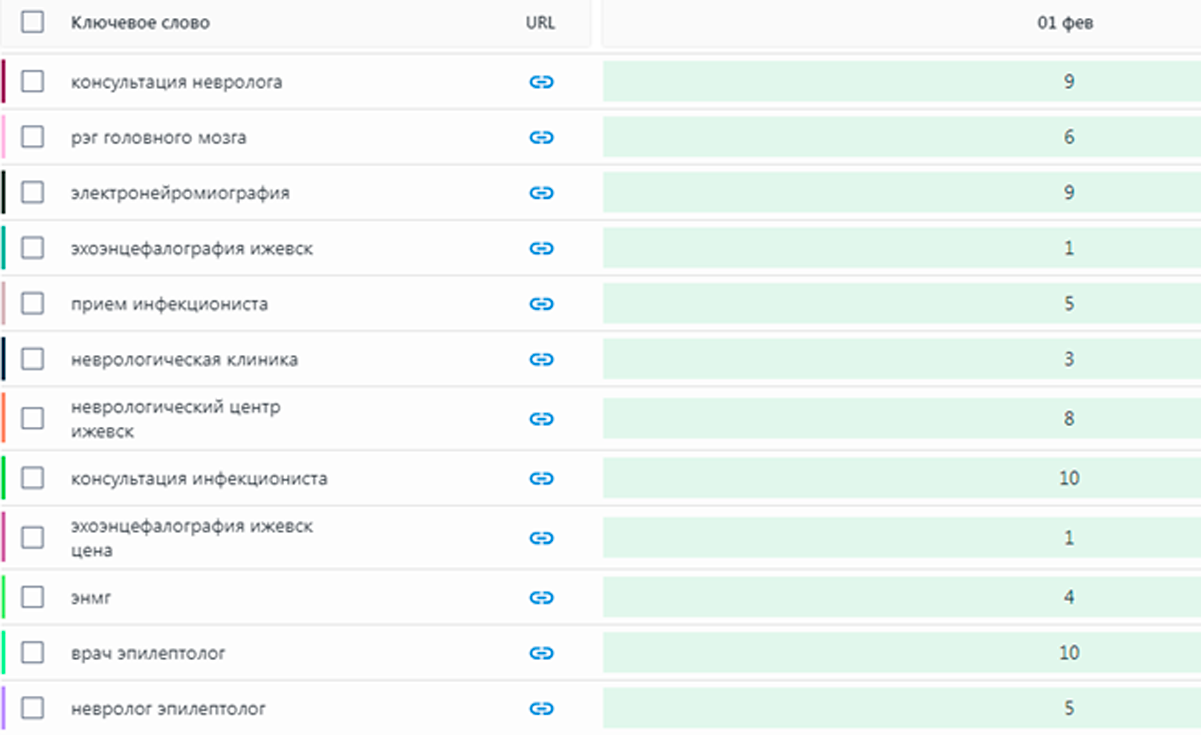 Ключевое слово URL 01 фев
консультация невролога 9
рэг головного мозга 6
электронейромиография 9
эхоэнцефалография ижевск 1
прием инфекциониста 5
неврологическая клиника 3
неврологический центр
ижевск 8
консультация инфекциониста 10
эхоэнцефалография ижевск
цена 1
энмг 4
врач эпилептолог 10
невролог эпилептолог 5